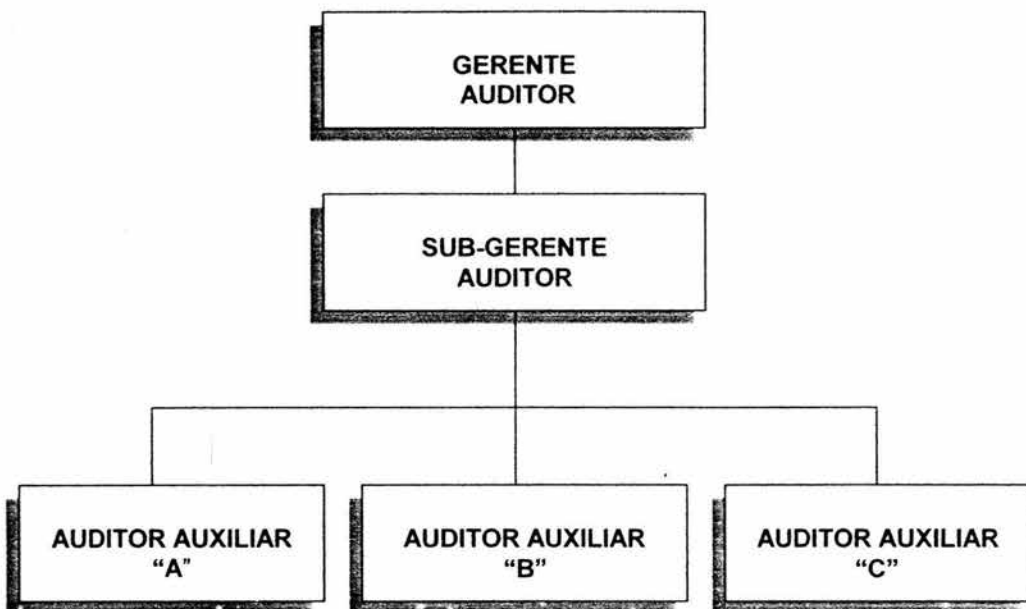 GERENTE
AUDITOR
SUB-GERENTE
AUDITOR
AUDITOR AUXILIAR
“A”
AUDITOR AUXILIAR
“B”
AUDITOR AUXILIAR
“C”